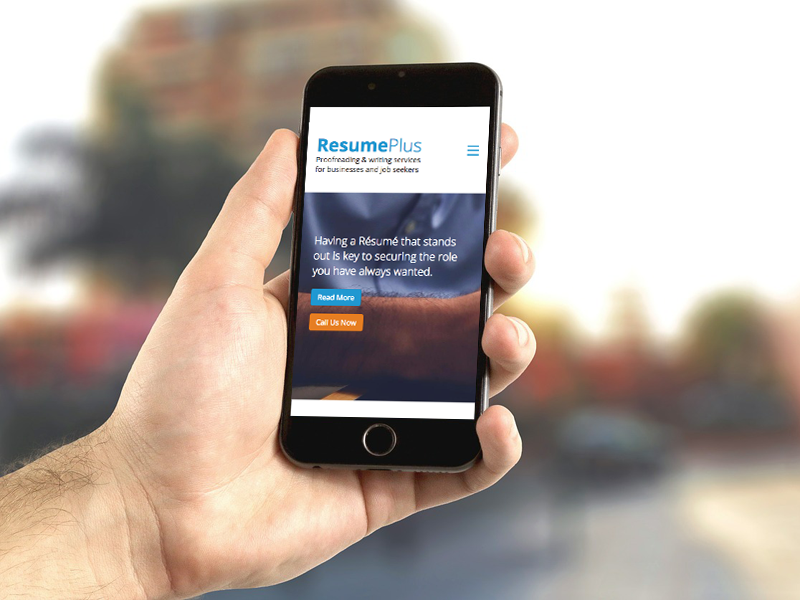 ResumePlus
Proofreading & writing services
for businesses and job seekers
Having a Résumé that stands
out is key to securing the role
you have always wanted.
Read More
Call Us Now